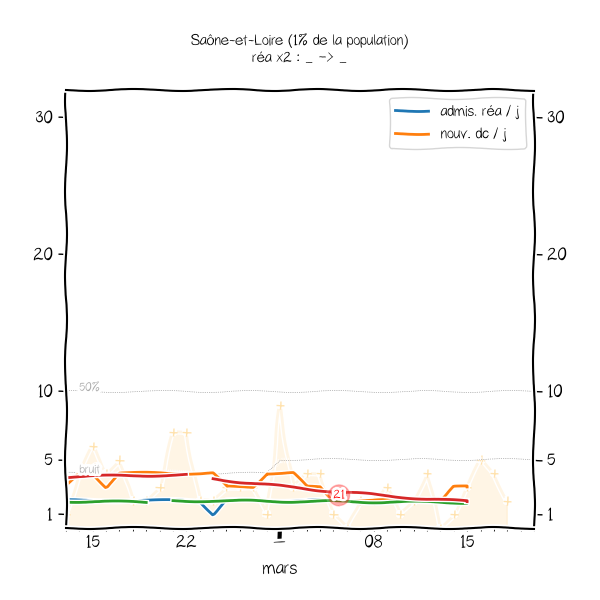 Saône-et-Loire (1% de la population)
réa x2 : _ -> _
admis. réa / j
nouv. dc / j
30
30
20
20
10
10
50%
5
5
bruit
21
1
1
15
22
1
08
15
mars